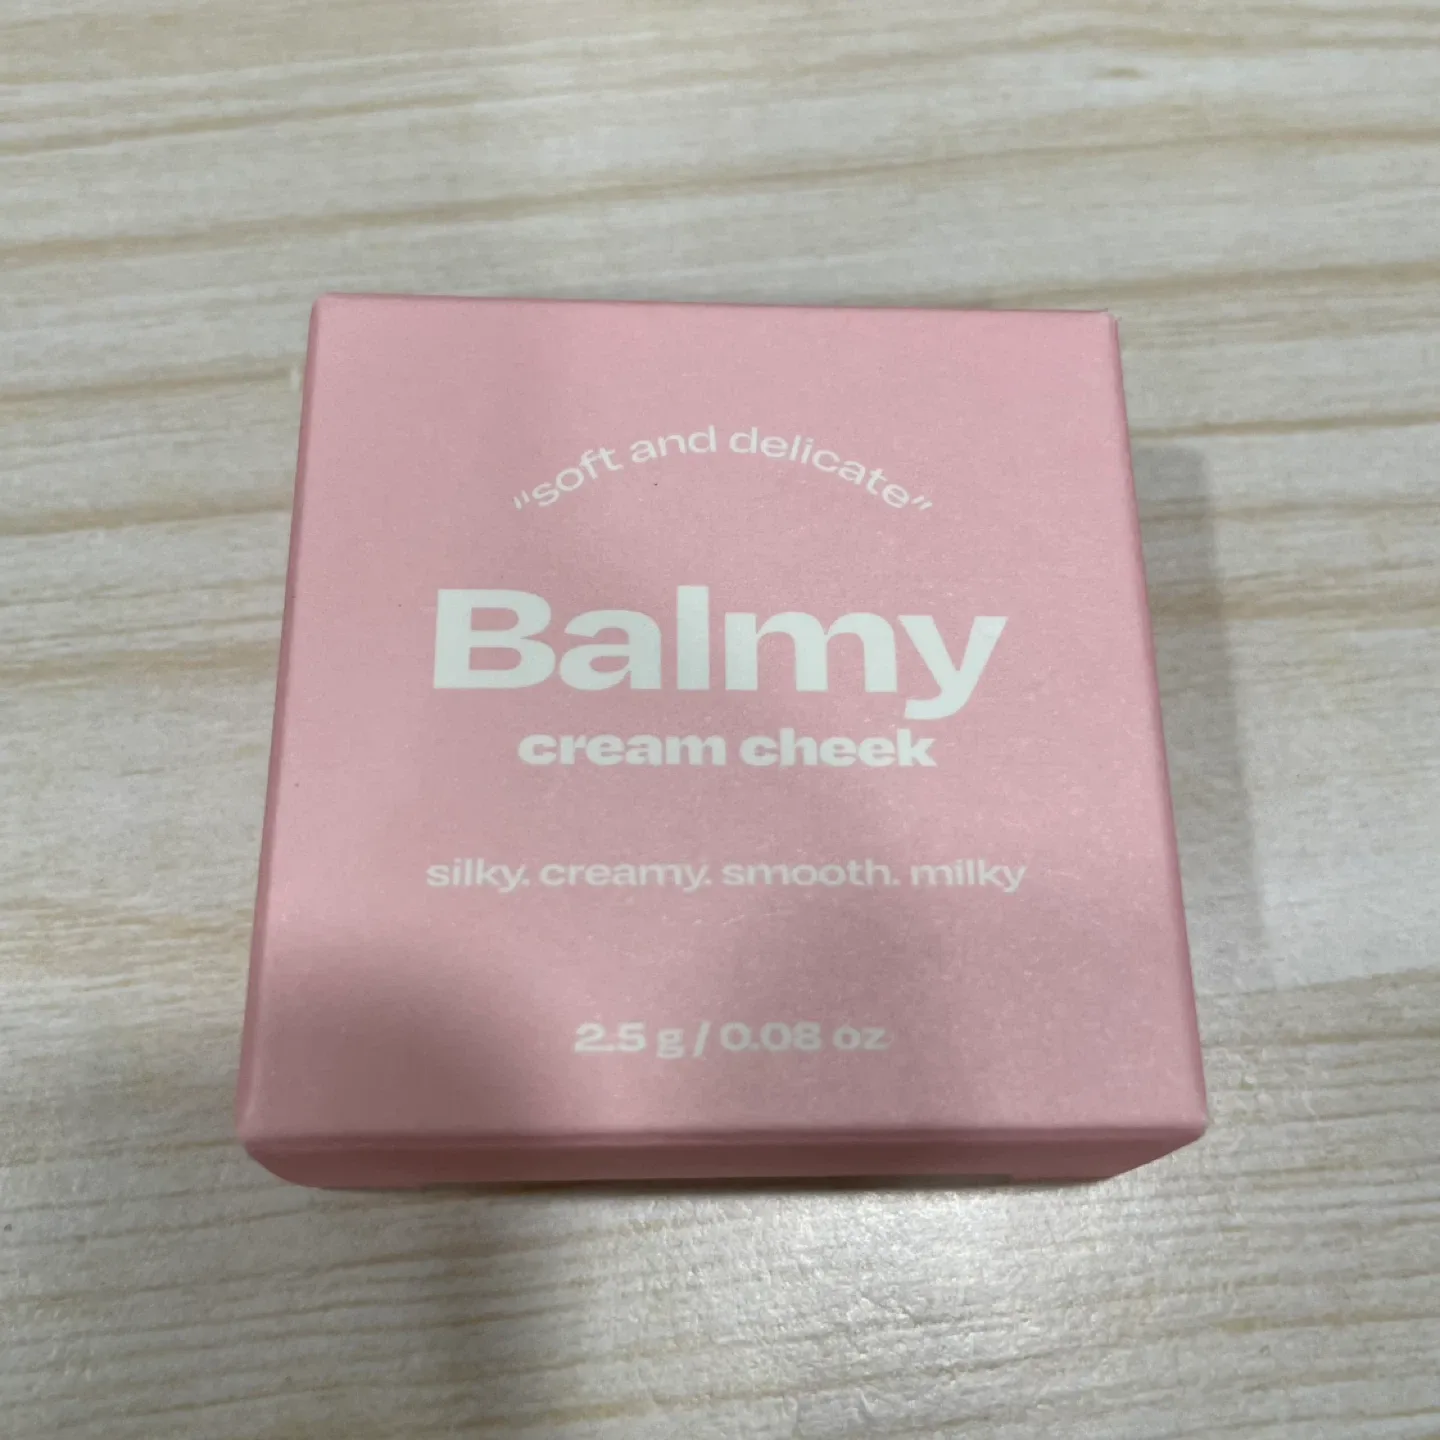 "soft and delicate"
Balmy
cream cheek
silky. creamy. smooth. milky
2.5 g / 0.08 oz